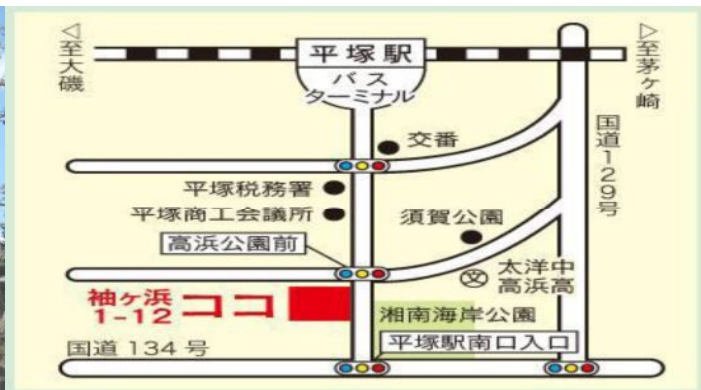 ◁至大磯
平塚駅
バス
ターミナル
▷至茅ヶ崎
交番
国道129号
平塚税務署
平塚商工会議所
須賀公園
高浜公園前
文
太洋中
高浜高
袖ヶ浜
1-12
ココ
湘南海岸公園
平塚駅南口入口
国道134号